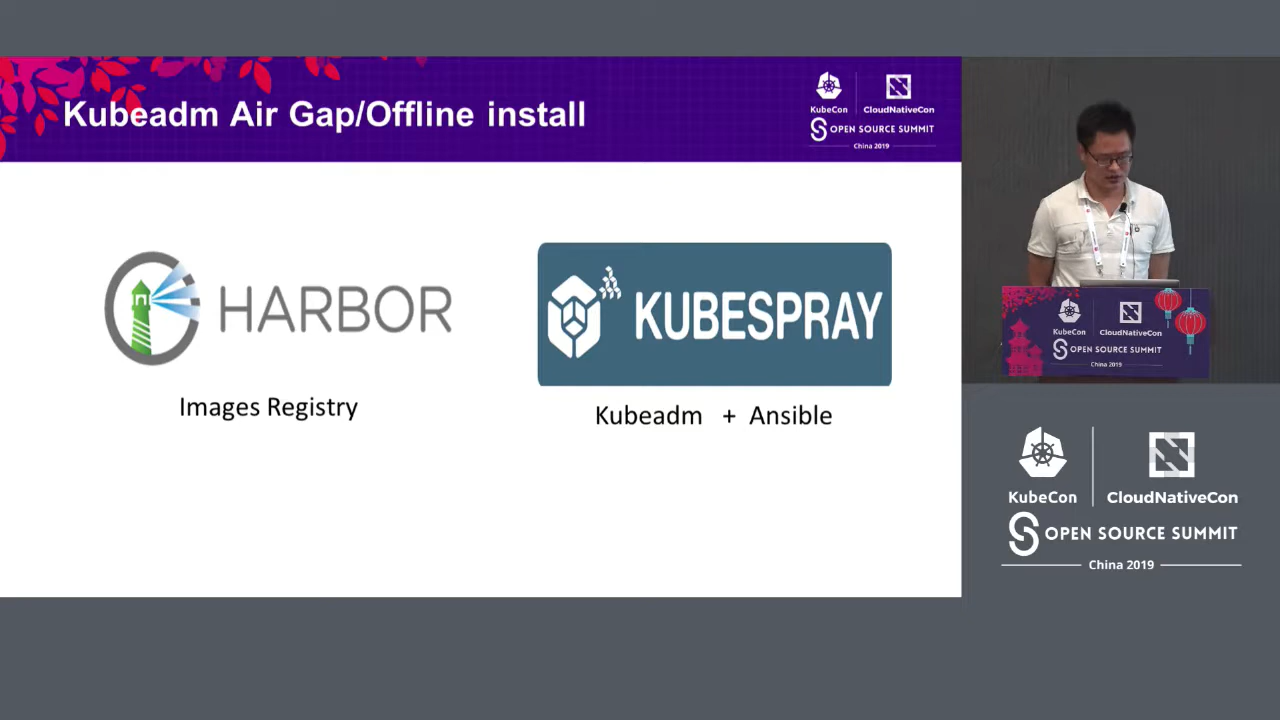 Kubeadm Air Gap/Offline install
KubeCon
CloudNativeCon
OPEN SOURCE SUMMIT
China 2019
HARBOR
Images Registry
KUBESPRAY
Kubeadm + Ansible
KubeCon
CloudNativeCon
OPEN SOURCE SUMMIT
China 2019
KubeCon
CloudNativeCon
OPEN SOURCE SUMMIT
China 2019